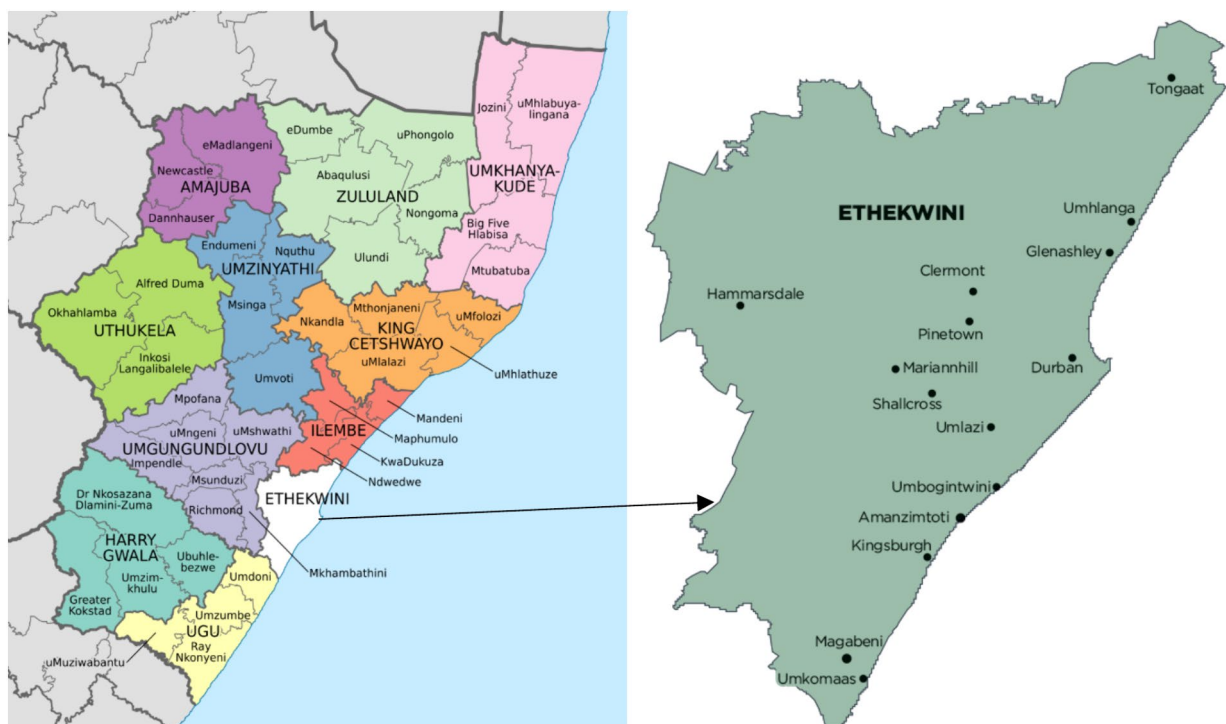 Jozini
uMhlabuya-
lingana
eDumbe
uPhongolo
eMadlangeni
Newcastle
AMAJUBA
Dannhauser
Abaqulusi
ZULULAND
Nongoma
Ulundi
UMKHANYA-
KUDE
Big Five
Hlabisa
Mtubatuba
Endumeni
Nquthu
UMZINYATHI
Msinga
Umvoti
Alfred Duma
Okhahlamba
UTHUKELA
Inkosi
Langalibalele
Mthonjaneni
Nkandla
uMfolozi
KING
CETSHWAYO
uMlalazi
uMhlathuze
Mandeni
ILEMBE
Maphumulo
KwaDukuza
Ndwedwe
Mpofana
uMngeni
uMshwathi
UMGUNGUNDLOVU
Impendle
Msunduzi
Richmond
Mkhambathini
ETHEKWINI
Dr Nkosazana
Dlamini-Zuma
HARRY
GWALA
Ubuhle-
bezwe
Umzim-
khulu
Greater
Kokstad
Umdoni
Umzumbe
UGU
Ray
Nkonyeni
uMuziwabantu
Tongaat
ETHEKWINI
Umhlanga
Glenashley
Clermont
Hammarsdale
Pinetown
Durban
Mariannhill
Shallcross
Umlazi
Umbogintwini
Amanzimtoti
Kingsburgh
Magabeni
Umkomaas